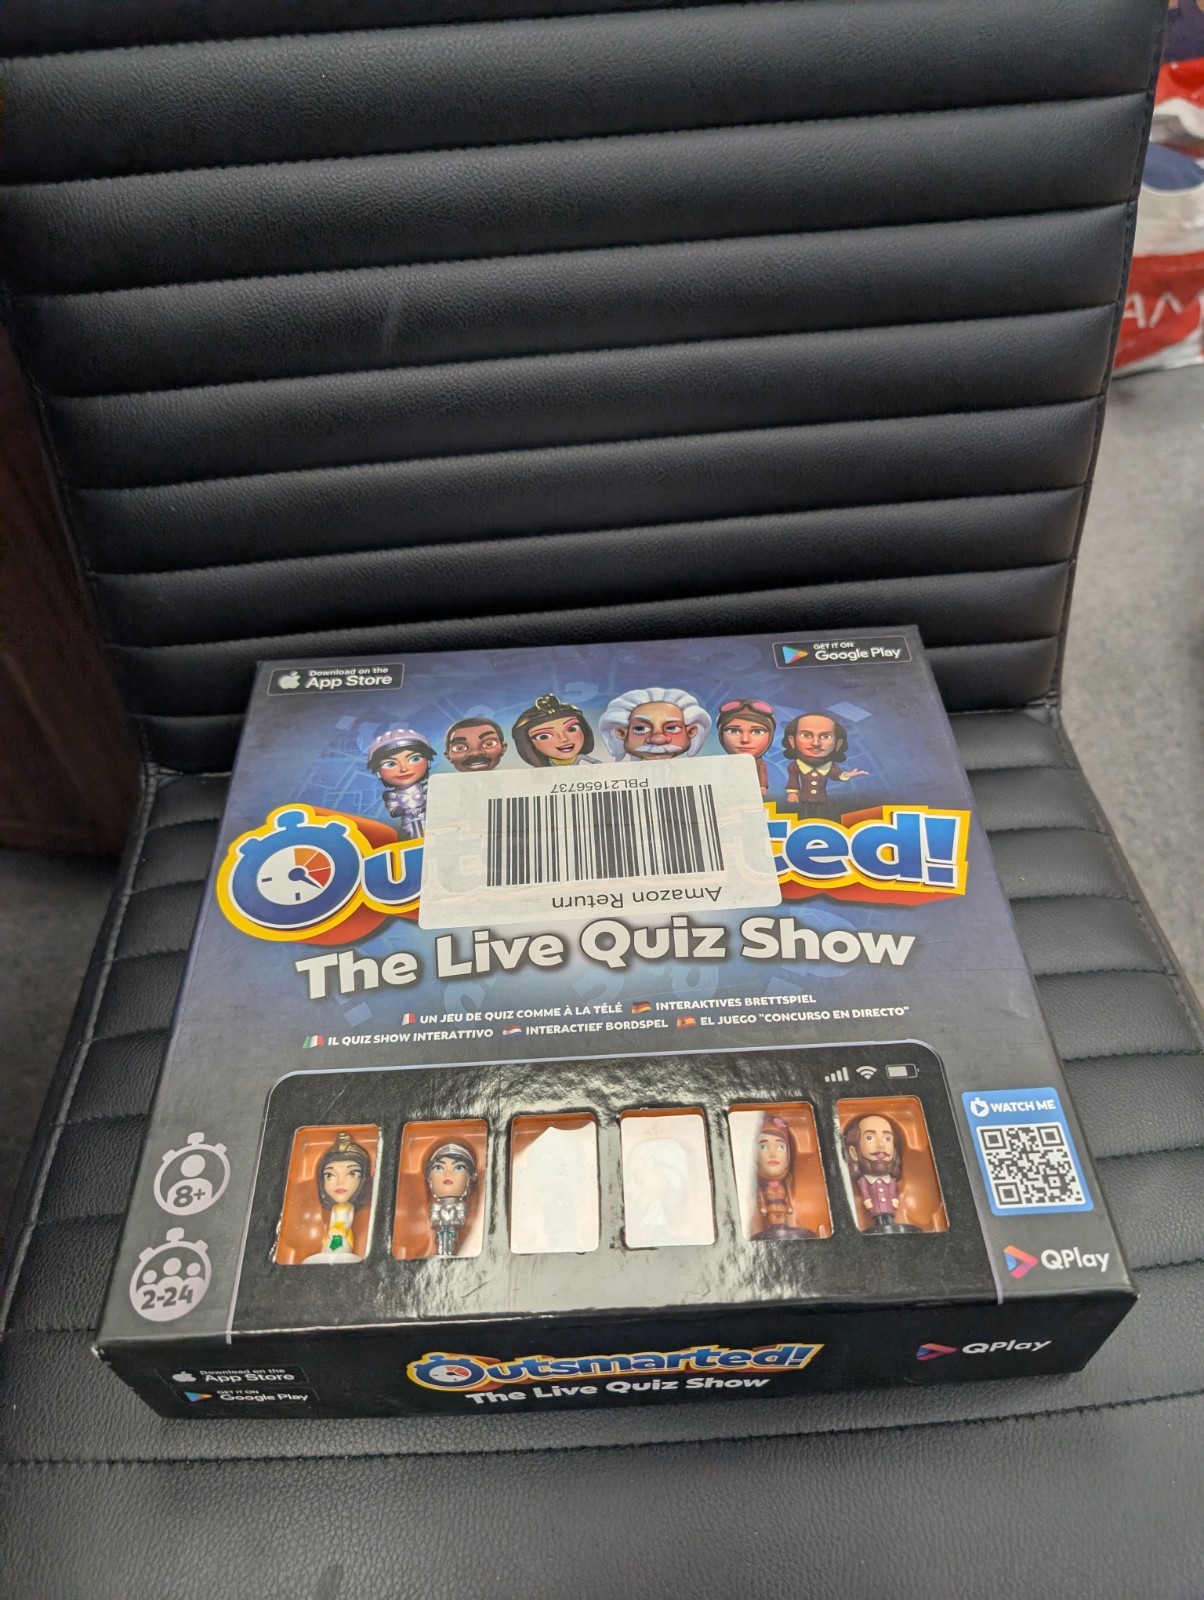 Download on the
App Store
GET IT ON
Google Play
PBL21656737
Amazon Return
Outsmarted!
The Live Quiz Show
UN JEU DE QUIZ COMME À LA TÉLÉ INTERAKTIVES BRETTSPIEL
IL QUIZ SHOW INTERATTIVO INTERACTIEF BORDSPEL EL JUEGO "CONCURSO EN DIRECTO"
WATCH ME
8+
2-24
QPlay
Download on the
App Store
GET IT ON
Google Play
Outsmarted!
The Live Quiz Show
QPlay